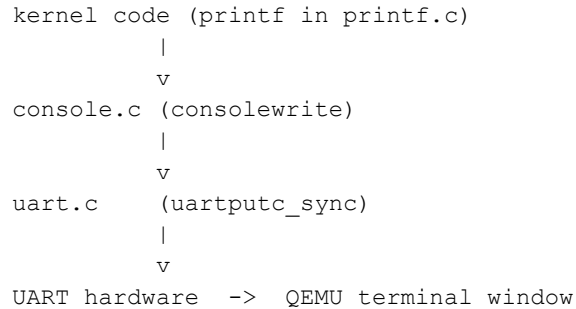 kernel code (printf in printf.c)
|
v
console.c (consolewrite)
|
v
uart.c (uartputc_sync)
|
v
UART hardware -> QEMU terminal window